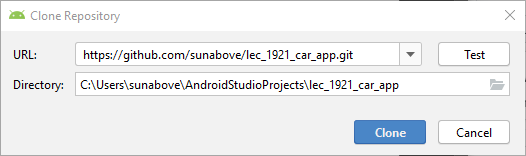 Clone Repository
URL: https://github.com/sunabove/lec_1921_car_app.git Test
Directory: C:\Users\sunabove\AndroidStudioProjects\lec_1921_car_app
Clone Cancel